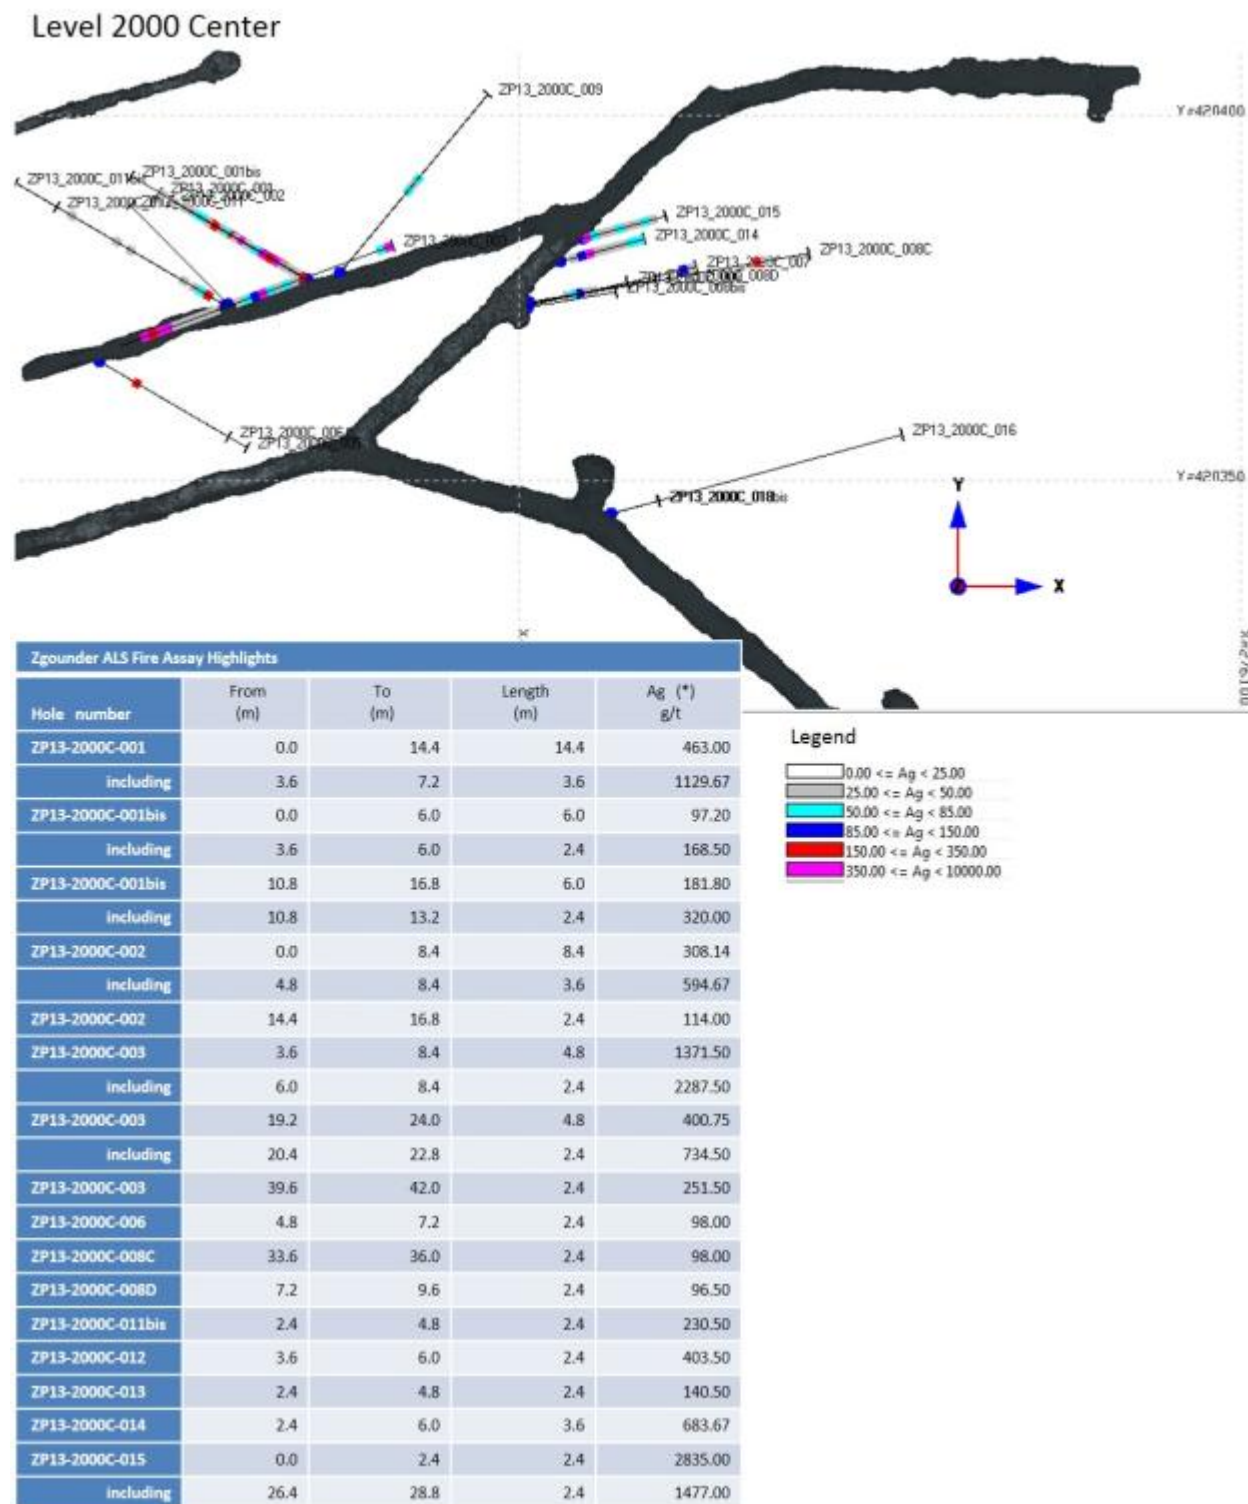 Level 2000 Center
ZP13_2000C_009
Y=420400
ZP13_2000C_001bis
ZP13_2000C_011bis
ZP13_2000C_001
ZP13_2000C_002
ZP13_2000C_015
ZP13_2000C_014
ZP13_2000C_008C
ZP13_2000C_006
ZP13_2000C_016
Y=420350
ZP13_2000C_018bis
Y
X
X
X=276100
Zgounder ALS Fire Assay Highlights
Hole number From (m) To (m) Length (m) Ag (*) g/t
ZP13-2000C-001 0.0 14.4 14.4 463.00
including 3.6 7.2 3.6 1129.67
ZP13-2000C-001bis 0.0 6.0 6.0 97.20
including 3.6 6.0 2.4 168.50
ZP13-2000C-001bis 10.8 16.8 6.0 181.80
including 10.8 13.2 2.4 320.00
ZP13-2000C-002 0.0 8.4 8.4 308.14
including 4.8 8.4 3.6 594.67
ZP13-2000C-002 14.4 16.8 2.4 114.00
ZP13-2000C-003 3.6 8.4 4.8 1371.50
including 6.0 8.4 2.4 2287.50
ZP13-2000C-003 19.2 24.0 4.8 400.75
including 20.4 22.8 2.4 734.50
ZP13-2000C-003 39.6 42.0 2.4 251.50
ZP13-2000C-006 4.8 7.2 2.4 98.00
ZP13-2000C-008C 33.6 36.0 2.4 98.00
ZP13-2000C-008D 7.2 9.6 2.4 96.50
ZP13-2000C-011bis 2.4 4.8 2.4 230.50
ZP13-2000C-012 3.6 6.0 2.4 403.50
ZP13-2000C-013 2.4 4.8 2.4 140.50
ZP13-2000C-014 2.4 6.0 3.6 683.67
ZP13-2000C-015 0.0 2.4 2.4 2835.00
including 26.4 28.8 2.4 1477.00
Legend
0.00 <= Ag < 25.00
25.00 <= Ag < 50.00
50.00 <= Ag < 85.00
85.00 <= Ag < 150.00
150.00 <= Ag < 350.00
350.00 <= Ag < 10000.00